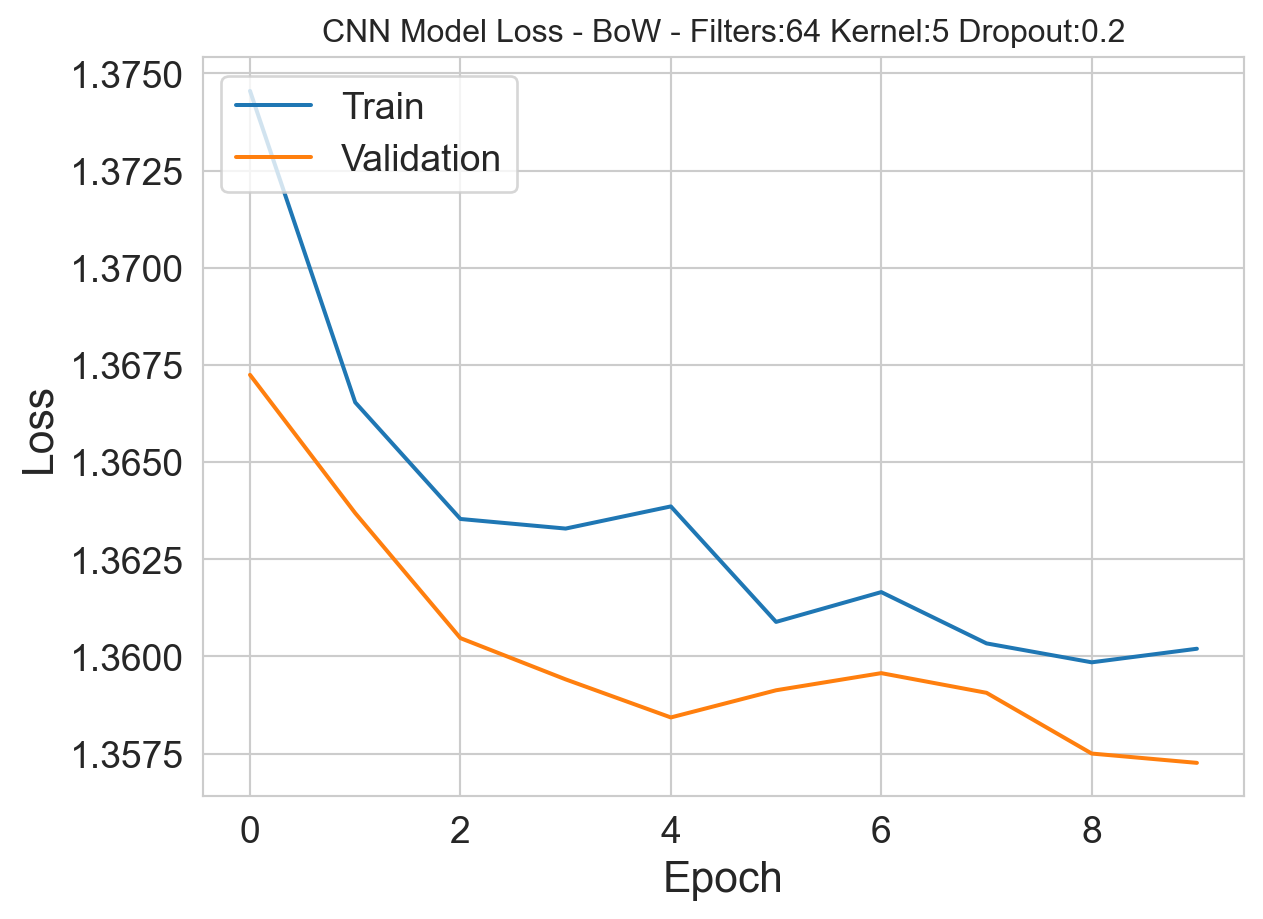 CNN Model Loss - BoW - Filters:64 Kernel:5 Dropout:0.2
1.3750
1.3725
1.3700
1.3675
1.3650
1.3625
1.3600
1.3575
Loss
Train
Validation
0 2 4 6 8
Epoch